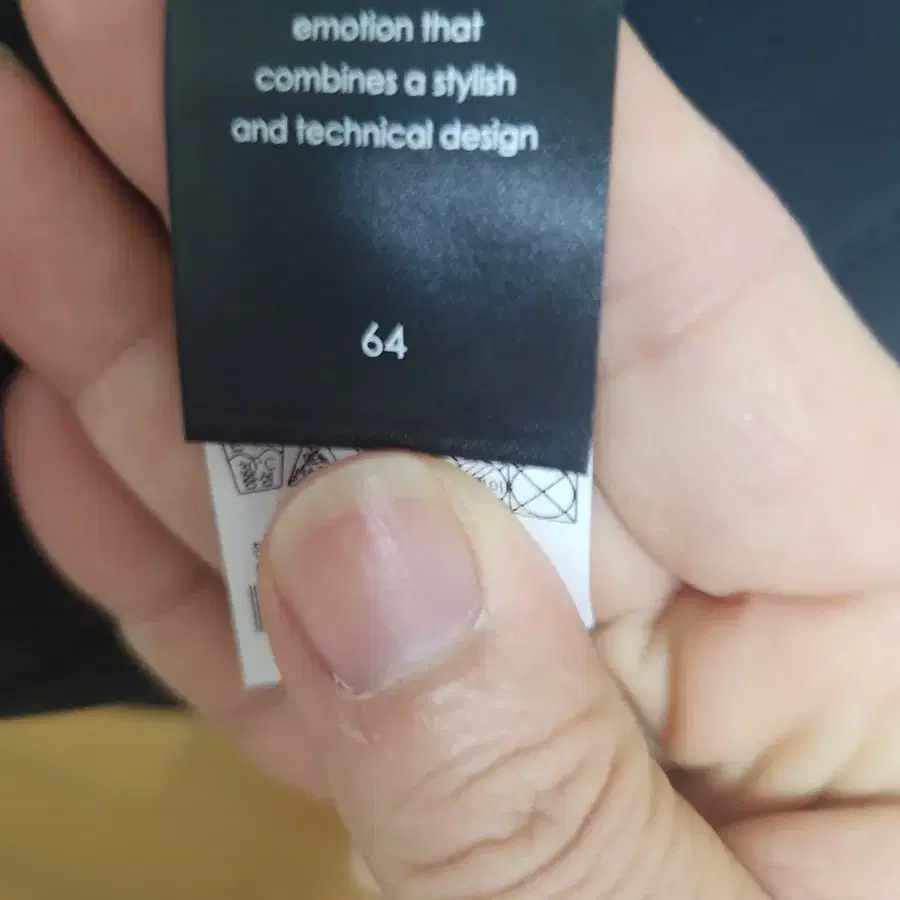 emotion that
combines a stylish
and technical design
64